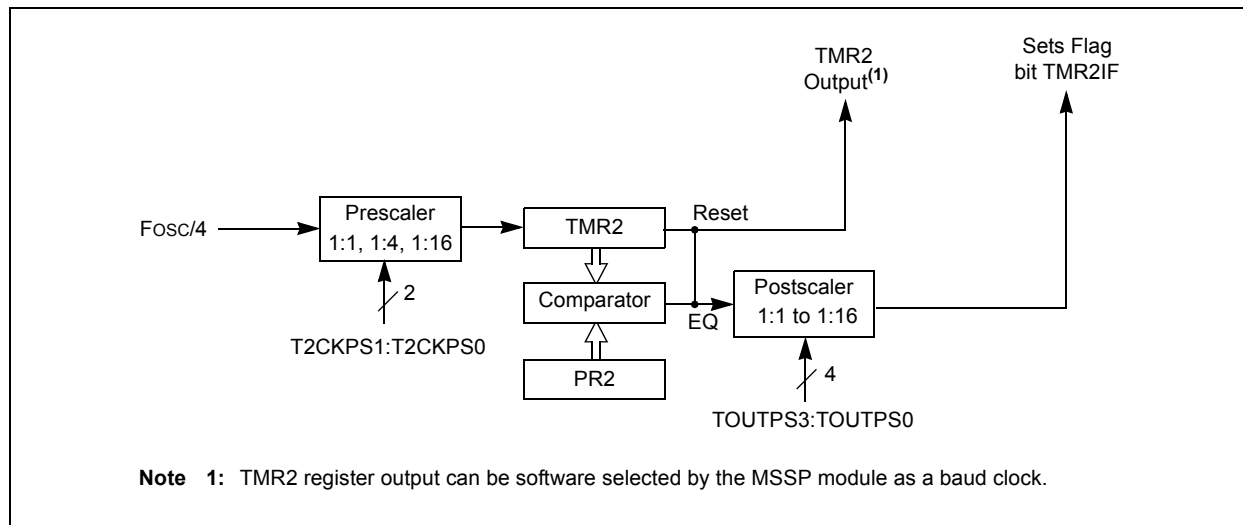 TMR2
Output(1)
Sets Flag
bit TMR2IF
Fosc/4
Prescaler
1:1, 1:4, 1:16
2
T2CKPS1:T2CKPS0
TMR2
Reset
Comparator
EQ
PR2
Postscaler
1:1 to 1:16
4
TOUTPS3:TOUTPS0
Note 1: TMR2 register output can be software selected by the MSSP module as a baud clock.